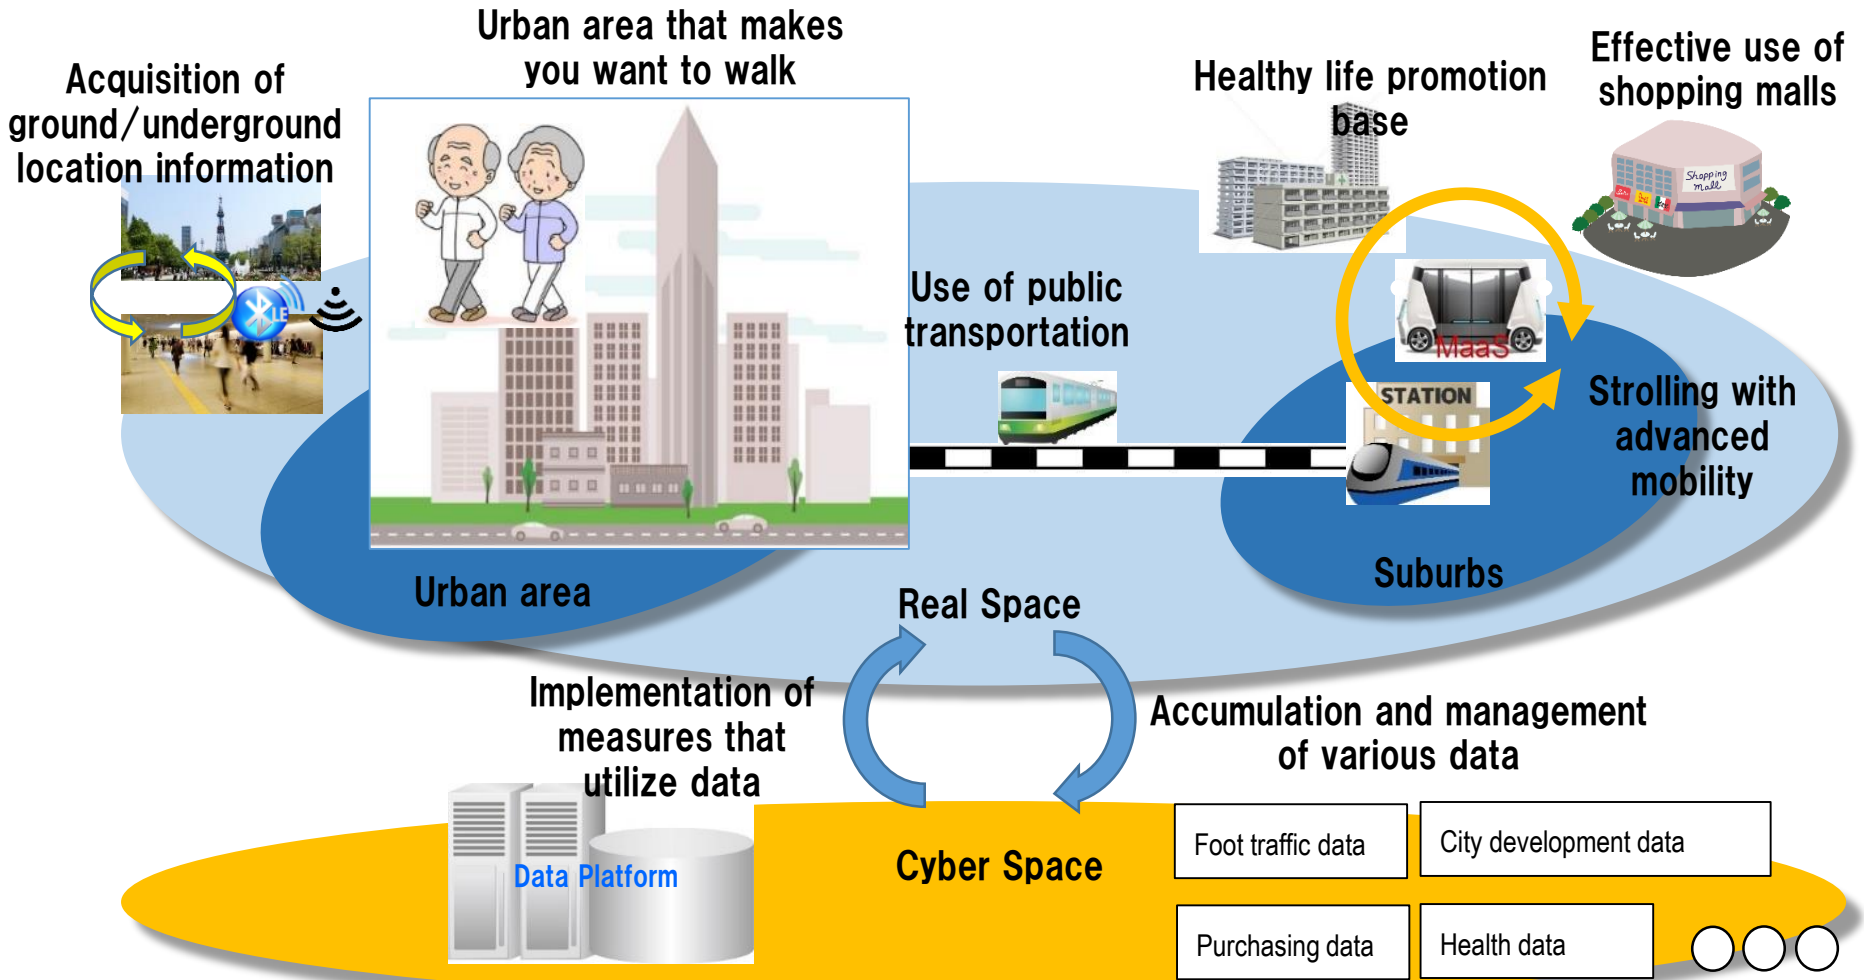 Urban area that makes
you want to walk
Acquisition of
ground/underground
location information
Healthy life promotion
base
Effective use of
shopping malls
Shopping
mall
LE
Use of public
transportation
MaaS
STATION
Strolling with
advanced
mobility
Urban area
Suburbs
Real Space
Implementation of
measures that
utilize data
Accumulation and management
of various data
Data Platform
Cyber Space
Foot traffic data
City development data
Purchasing data
Health data